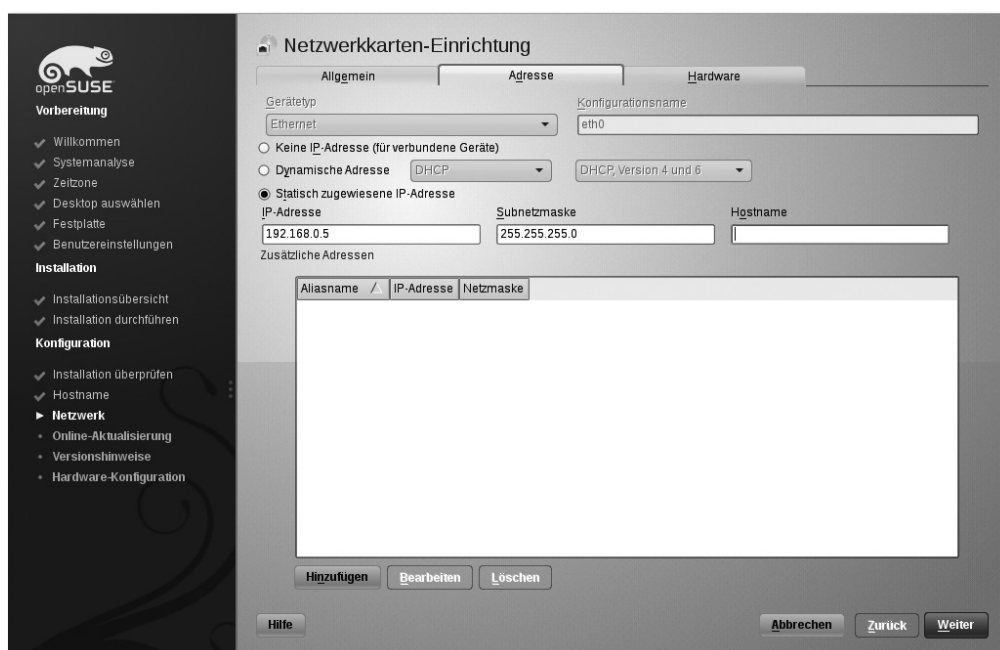 openSUSE
Vorbereitung
Willkommen
Systemanalyse
Zeitzone
Desktop auswählen
Festplatte
Benutzereinstellungen
Installation
Installationsübersicht
Installation durchführen
Konfiguration
Installation überprüfen
Hostname
Netzwerk
Online-Aktualisierung
Versionshinweise
Hardware-Konfiguration
Netzwerkkarten-Einrichtung
Allgemein Adresse Hardware
Gerätetyp Konfigurationsname
Ethernet eth0
Keine IP-Adresse (für verbundene Geräte)
Dynamische Adresse DHCP DHCP, Version 4 und 6
Statisch zugewiesene IP-Adresse
IP-Adresse Subnetzmaske Hostname
192.168.0.5 255.255.255.0
Zusätzliche Adressen
Aliasname IP-Adresse Netzmaske
Hinzufügen Bearbeiten Löschen
Hilfe Abbrechen Zurück Weiter